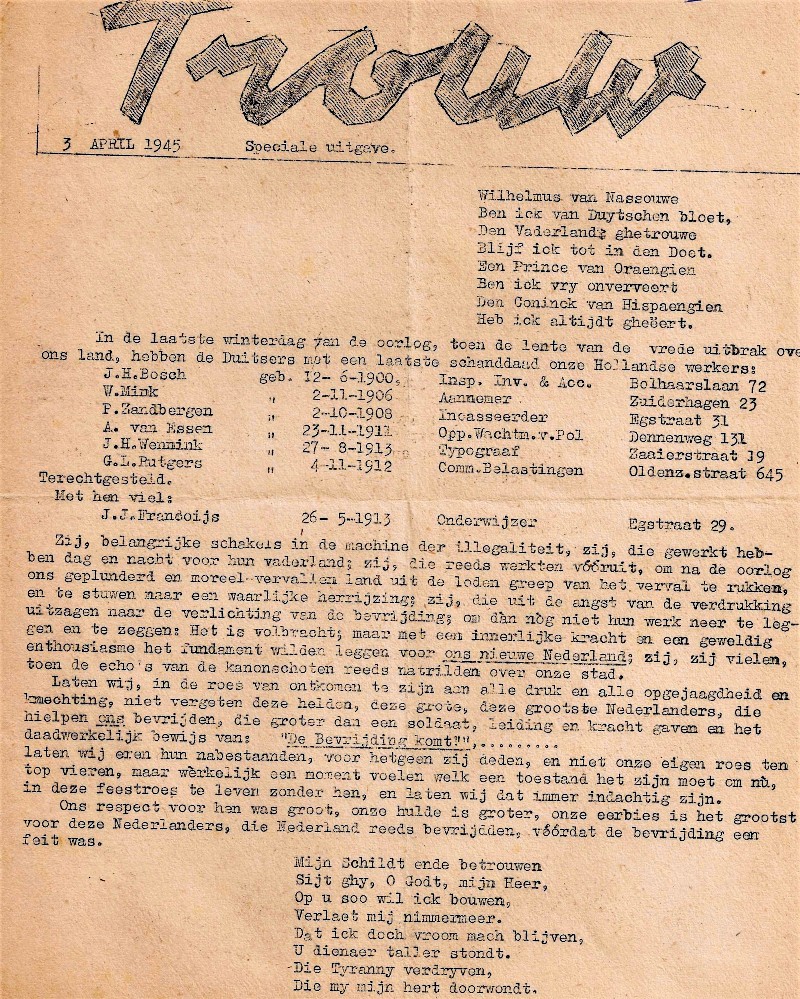 Trouw
3 APRIL 1945 Speciale uitgave.
Wilhelmus van Nassouwe
Ben ick van Duytschen bloet,
Den Vaderlandt ghetrouwe
Blijf ick tot in den Doet.
Een Prince van Oraengien
Ben ick vry onverveert
Den Coninck van Hispaengien
Heb ick altijdt gheëert.
In de laatste winterdag van de oorlog, toen de lente van de vrede uitbrak ove
ons land, hebben de Duitsers met een laatste schanddaad onze Hollandse werkers:
J.H.Bosch geb. 12- 6-1900, Insp. Inv. & Acc. Bolhaarslaan 72
W.Mink " 2-11-1906 Aannemer Zuiderhagen 23
P.Zandbergen " 2-10-1908 Incasseerder Egstraat 31
A. van Essen " 23-11-1911 Opp.Wachtm.v.Pol Dennenweg 131
J.H.Wennink " 27- 8-1913 Typograaf Zaaierstraat 19
G.L.Rutgers " 4-11-1912 Comm.Belastingen Oldenz.straat 645
Terechtgesteld.
Met hen viel:
J.J.Francoijs 26- 5-1913 Onderwijzer Egstraat 29.
Zij, belangrijke schakels in de machine der illegaliteit, zij, die gewerkt heb-
ben dag en nacht voor hun vaderland; zij, die reeds werkten vóóruit, om na de oorlog
ons geplunderd en moreel vervallen land uit de loden greep van het verval te rukken,
en te stuwen naar een waarlijke herrijzing; zij, die uit de angst van de verdrukking
uitzagen naar de verlichting van de bevrijding; om dàn nòg niet hun werk neer te leg-
gen en te zeggen: Het is volbracht; maar met een innerlijke kracht en een geweldig
enthousiasme het fundament wilden leggen voor ons nieuwe Nederland; zij, zij vielen,
toen de echo's van de kanonschoten reeds natrilden over onze stad.
Laten wij, in de roes van ontkomen te zijn aan alle druk en alle opgejaagdheid en
knechting, niet vergeten deze helden, deze grote, deze grootste Nederlanders, die
hielpen ons bevrijden, die groter dan een soldaat, leiding en kracht gaven en het
daadwerkelijk bewijs van: "De Bevrijding komt!",..........
laten wij eren hun nabestaanden, voor hetgeen zij deden, en niet onze eigen roes ten
top vieren, maar wèrkelijk een moment voelen welk een toestand het zijn moet om nù,
in deze feestroes te leven zonder hen, en laten wij dat immer indachtig zijn.
Ons respect voor hen was groot, onze hulde is groter, onze eerbies is het grootst
voor deze Nederlanders, die Nederland reeds bevrijdden, vóórdat de bevrijding een
feit was.
Mijn Schildt ende betrouwen
Sijt ghy, O Godt, mijn Heer,
Op u soo wil ick bouwen,
Verlaet mij nimmermeer.
Dat ick doch vroom mach blijven,
U dienaer taller stondt.
Die Tyranny verdryven,
Die my mijn hert doorwondt.